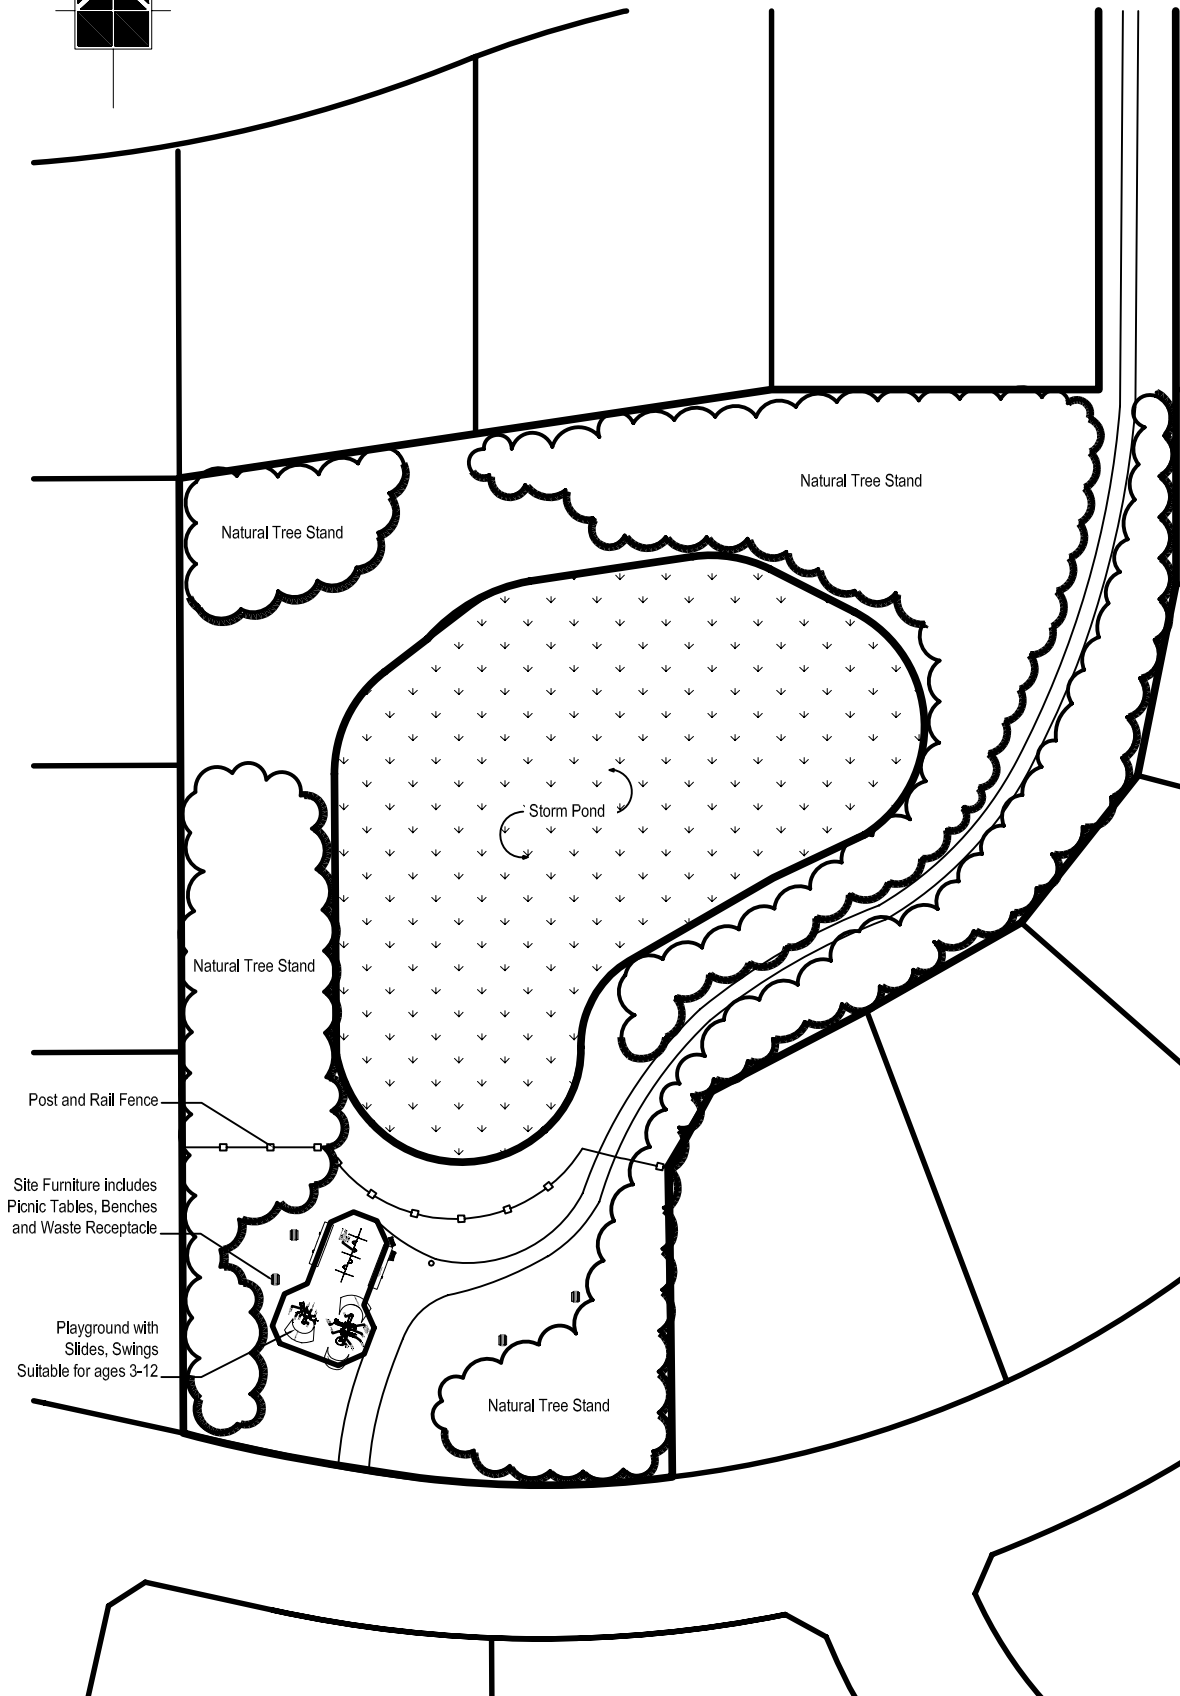 Natural Tree Stand
Natural Tree Stand
Storm Pond
Natural Tree Stand
Post and Rail Fence
Site Furniture includes
Picnic Tables, Benches
and Waste Receptacle
Playground with
Slides, Swings
Suitable for ages 3-12
Natural Tree Stand